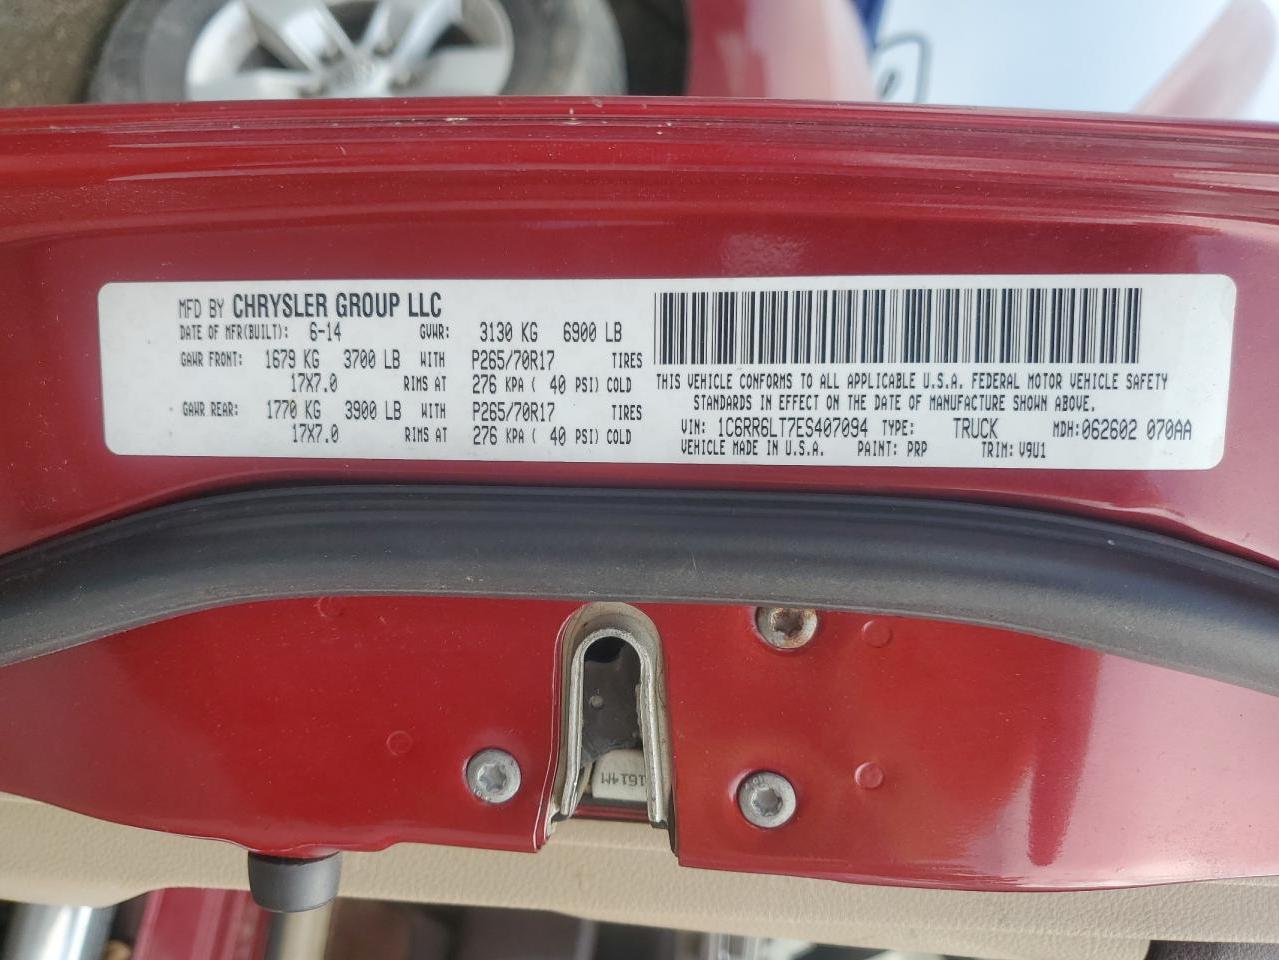 MFD BY CHRYSLER GROUP LLC
DATE OF MFR(BUILT): 6-14 GVWR: 3130 KG 6900 LB
GAWR FRONT: 1679 KG 3700 LB WITH P265/70R17 TIRES
17X7.0 RIMS AT 276 KPA ( 40 PSI) COLD
GAWR REAR: 1770 KG 3900 LB WITH P265/70R17 TIRES
17X7.0 RIMS AT 276 KPA ( 40 PSI) COLD
THIS VEHICLE CONFORMS TO ALL APPLICABLE U.S.A. FEDERAL MOTOR VEHICLE SAFETY
STANDARDS IN EFFECT ON THE DATE OF MANUFACTURE SHOWN ABOVE.
VIN: 1C6RR6LT7ES407094 TYPE: TRUCK MDH: 062602 070AA
VEHICLE MADE IN U.S.A. PAINT: PRP TRIM: V9U1
1614M